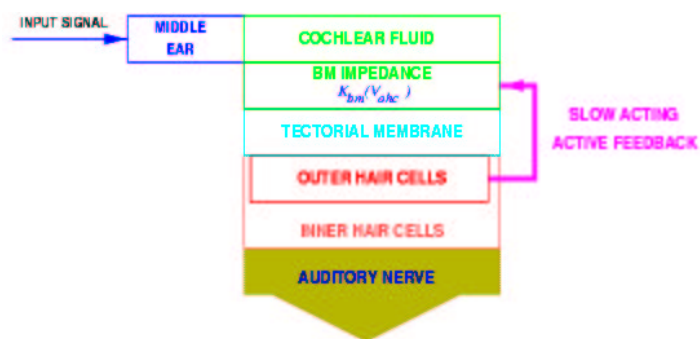 INPUT SIGNAL
MIDDLE
EAR
COCHLEAR FLUID
BM IMPEDANCE
K_bm(V_ohc)
TECTORIAL MEMBRANE
SLOW ACTING
ACTIVE FEEDBACK
OUTER HAIR CELLS
INNER HAIR CELLS
AUDITORY NERVE